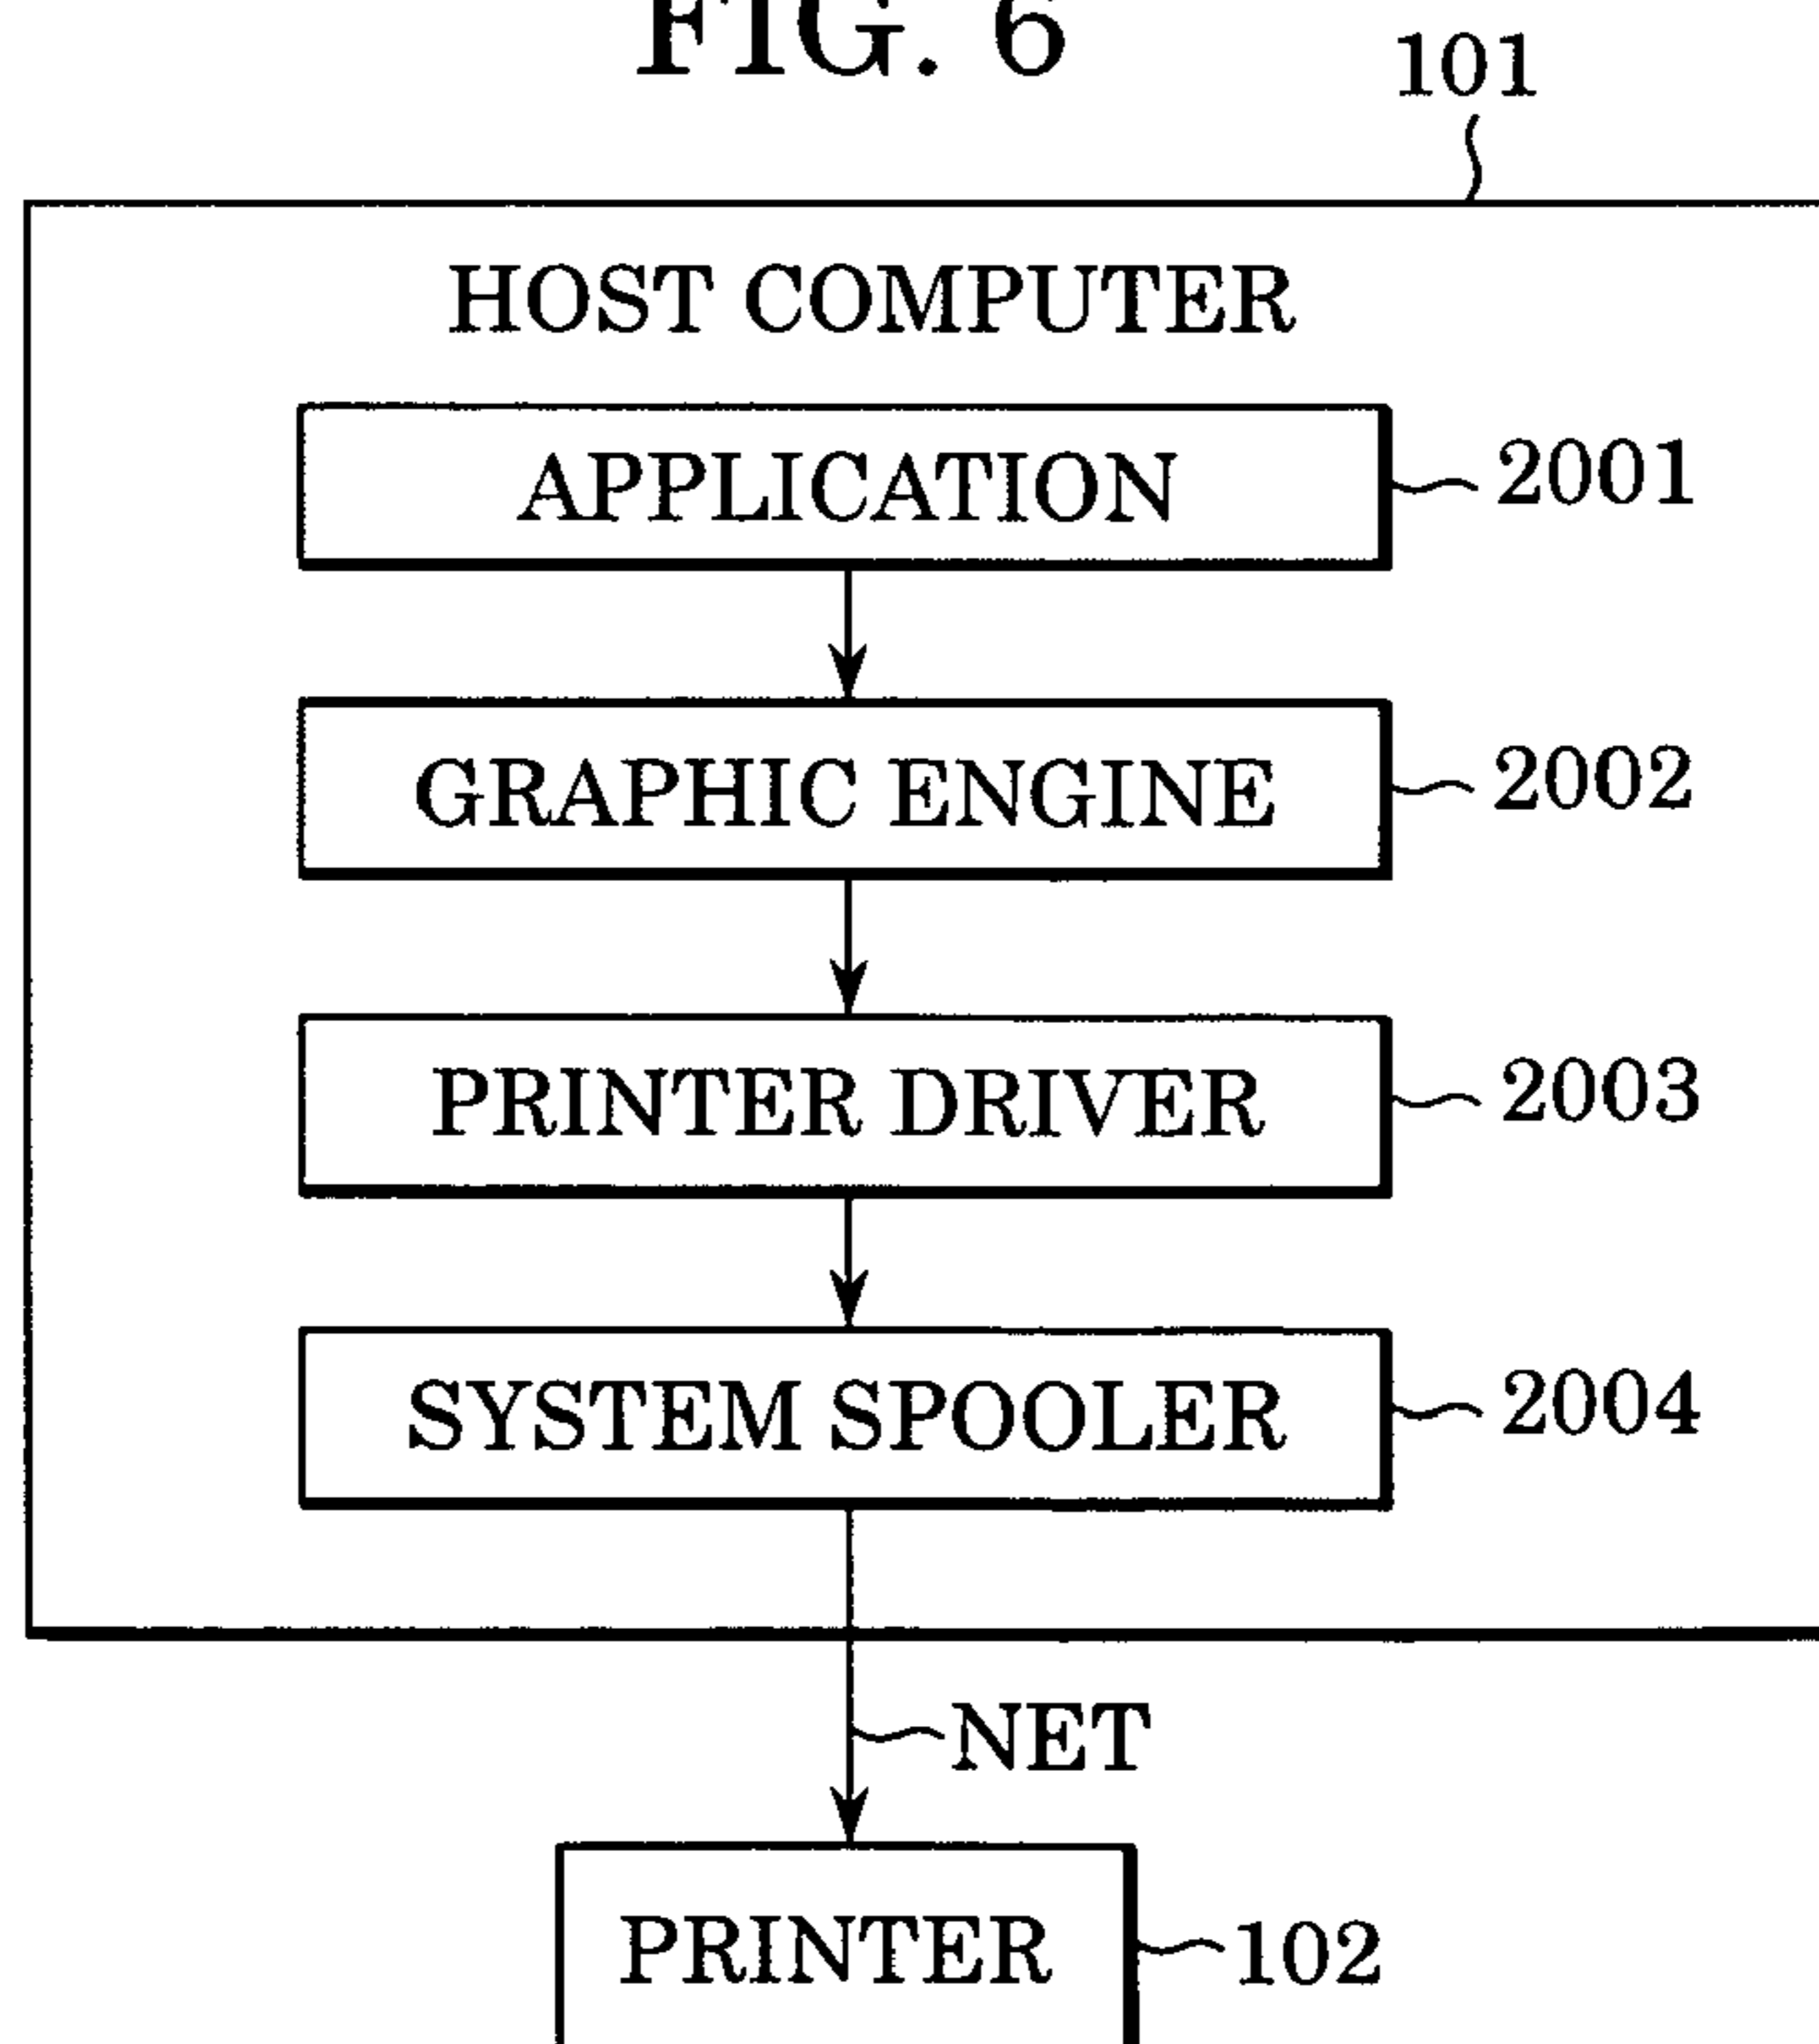 FIG. 6
101
HOST COMPUTER
APPLICATION 2001
GRAPHIC ENGINE 2002
PRINTER DRIVER 2003
SYSTEM SPOOLER 2004
NET
PRINTER 102